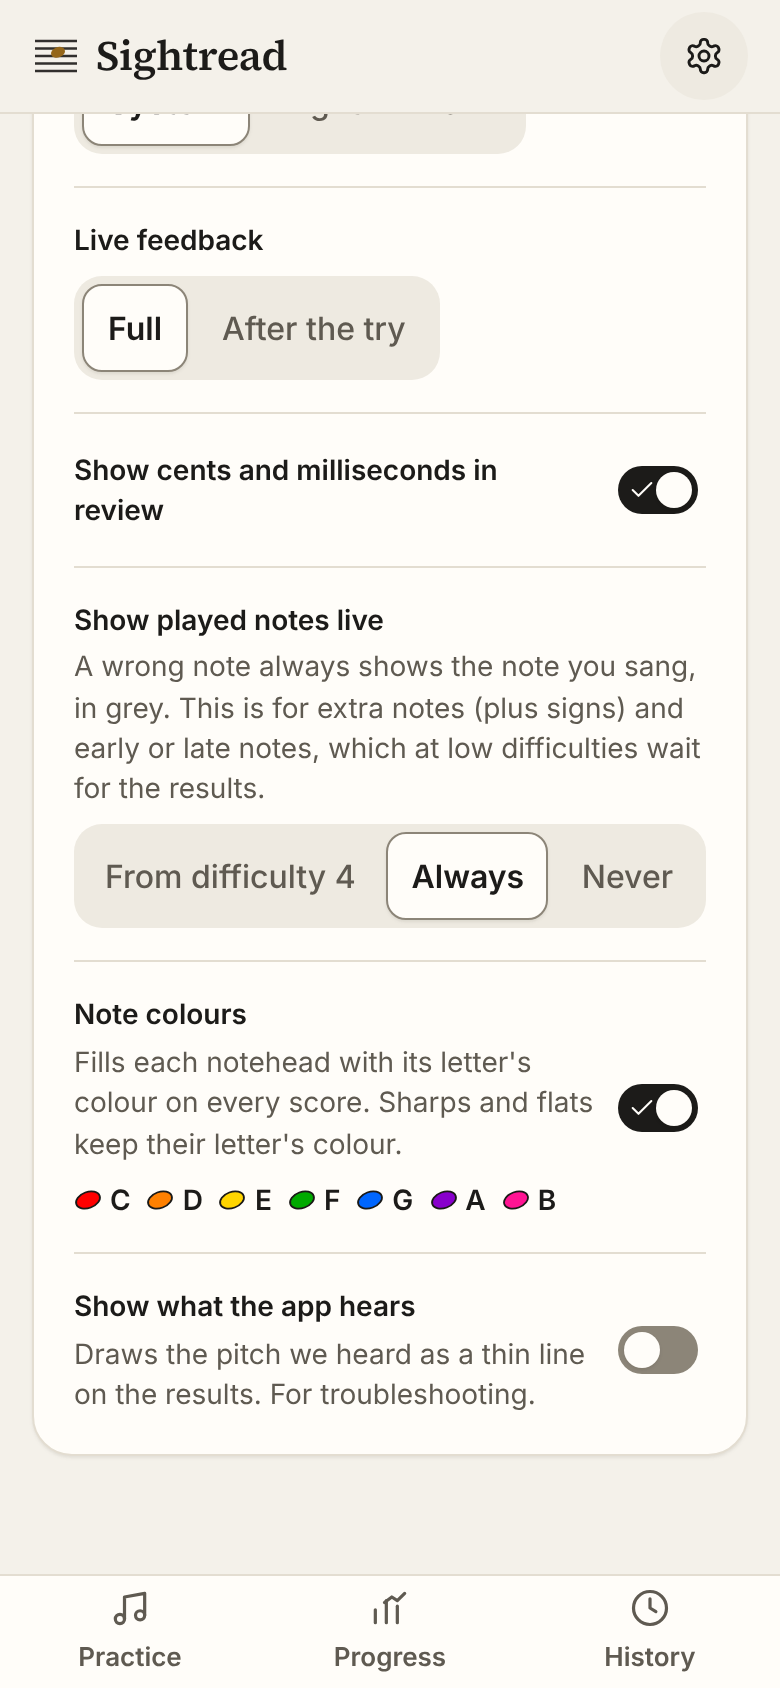 Sightread
Live feedback
Full
After the try
Show cents and milliseconds in
review
Show played notes live
A wrong note always shows the note you sang,
in grey. This is for extra notes (plus signs) and
early or late notes, which at low difficulties wait
for the results.
From difficulty 4
Always
Never
Note colours
Fills each notehead with its letter's
colour on every score. Sharps and flats
keep their letter's colour.
C D E F G A B
Show what the app hears
Draws the pitch we heard as a thin line
on the results. For troubleshooting.
Practice
Progress
History